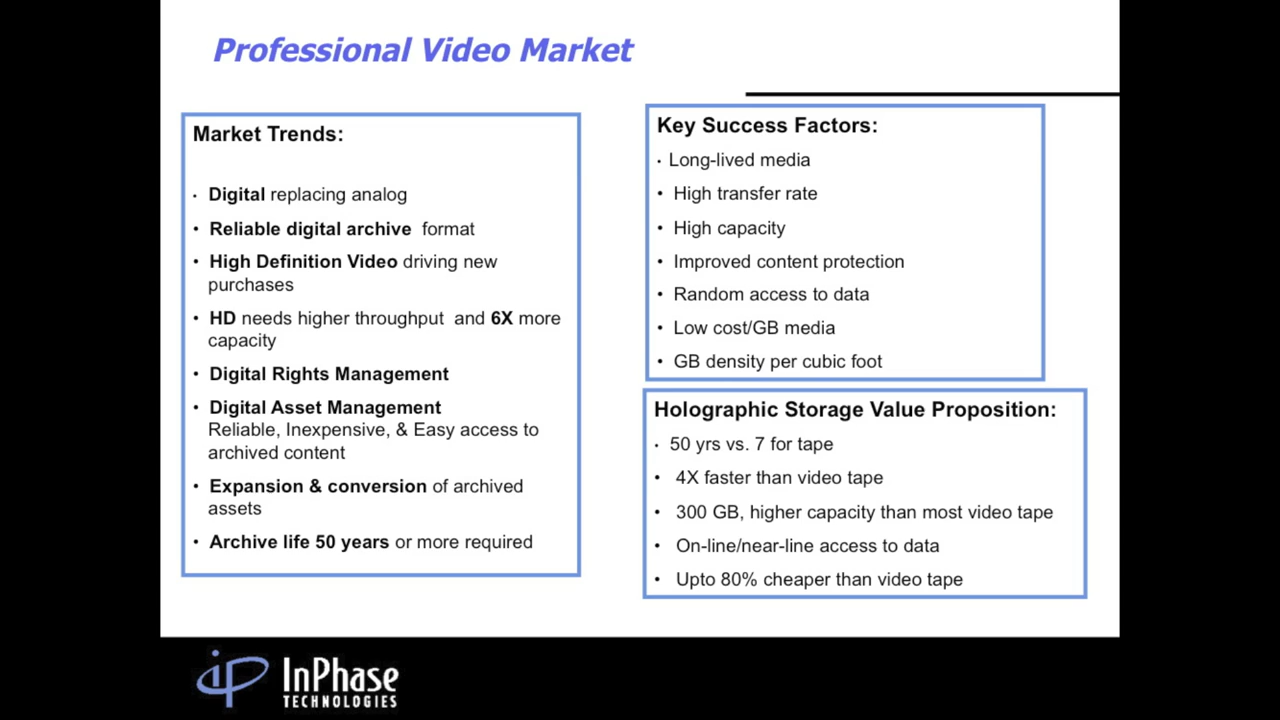 Professional Video Market
Market Trends:
· Digital replacing analog
• Reliable digital archive format
• High Definition Video driving new
purchases
• HD needs higher throughput and 6X more
capacity
• Digital Rights Management
• Digital Asset Management
Reliable, Inexpensive, & Easy access to
archived content
• Expansion & conversion of archived
assets
• Archive life 50 years or more required
Key Success Factors:
· Long-lived media
• High transfer rate
• High capacity
• Improved content protection
• Random access to data
• Low cost/GB media
• GB density per cubic foot
Holographic Storage Value Proposition:
· 50 yrs vs. 7 for tape
• 4X faster than video tape
• 300 GB, higher capacity than most video tape
• On-line/near-line access to data
• Upto 80% cheaper than video tape
ip InPhase
TECHNOLOGIES